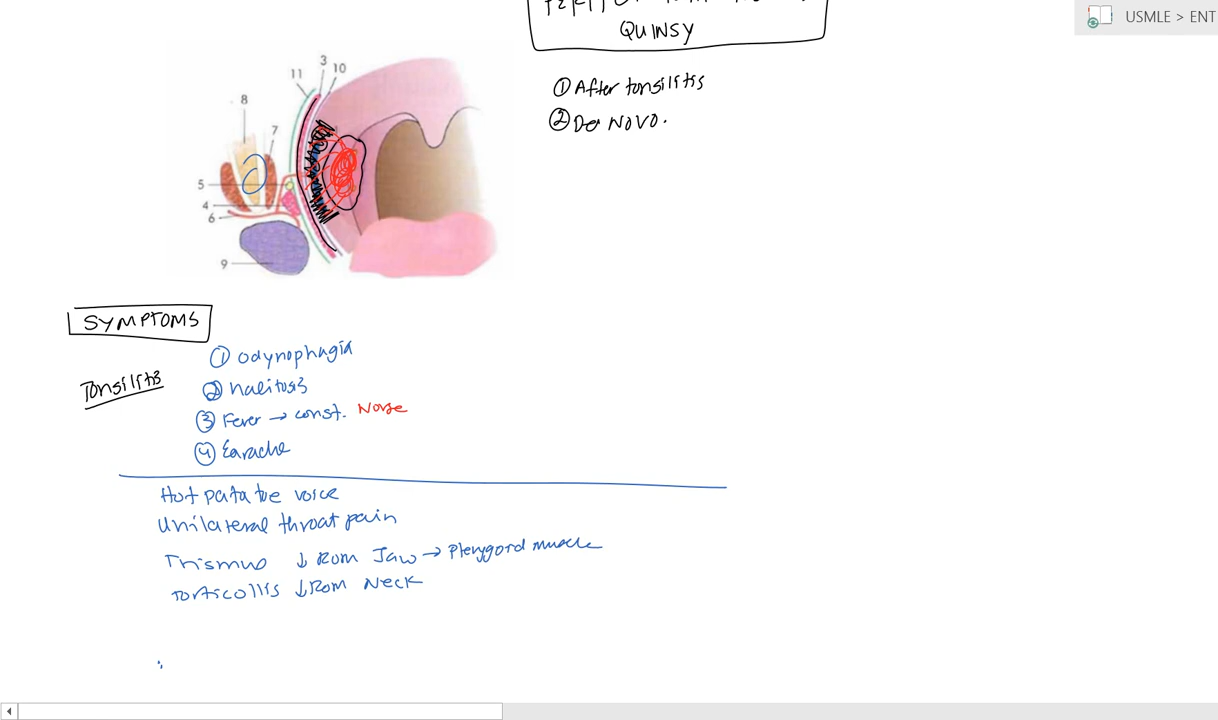 USMLE > ENT
QUINSY
① After tonsilitis
② De Novo.
3
11
10
8
7
5
4
6
9
SYMPTOMS
Tonsilitis
① odynophagia
② halitosis
③ Fever → const. Nose
④ Earache
Hot patatoe voice
Unilateral throat pain
Trismus ↓ ROM Jaw → Pterygoid muscle
Torticollis ↓ ROM Neck